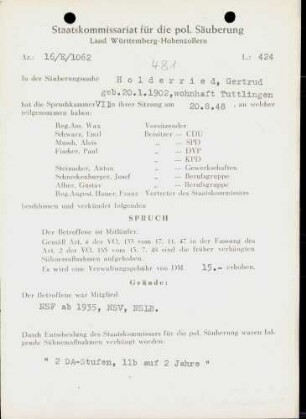 Staatskommissariat für die pol. Säuberung
Land Württemberg-Hohenzollern
Az.: 16/K/1062 L.: 424
481
In der Säuberungssache Holderried, Gertrud
geb.20.1.1902,wohnhaft Tuttlingen
hat die Spruchkammer VII in ihrer Sitzung am 20.8.48 , an welcher
teilgenommen haben:
Reg.Ass. Wax Vorsitzender
Schwarz, Emil Beisitzer — CDU
Munds, Alois „ — SPD
Fischer, Paul „ — DVP
„ — KPD
Steinacher, Anton „ — Gewerkschaften
Schneckenburger, Josef „ — Berufsgruppe
Alber, Gustav „ — Berufsgruppe
Reg.Angest. Hauer, Franz Vertreter des Staatskommissars
beschlossen und verkündet folgenden
SPRUCH
Der Betroffene ist Mitläufer.
Gemäß Art. 4 der VO. 133 vom 17. 11. 47 in der Fassung des
Art. 2 der VO. 165 vom 15. 7. 48 sind die früher verhängten
Sühnemaßnahmen aufgehoben.
Es wird eine Verwaltungsgebühr von DM 15.- erhoben.
Gründe:
Der Betroffene war Mitglied
NSF ab 1935, NSV, NSLB.
Durch Entscheidung des Staatskommissars für die pol. Säuberung waren fol-
gende Sühnemaßnahmen verhängt worden:
" 2 DA-Stufen, 11b auf 2 Jahre "